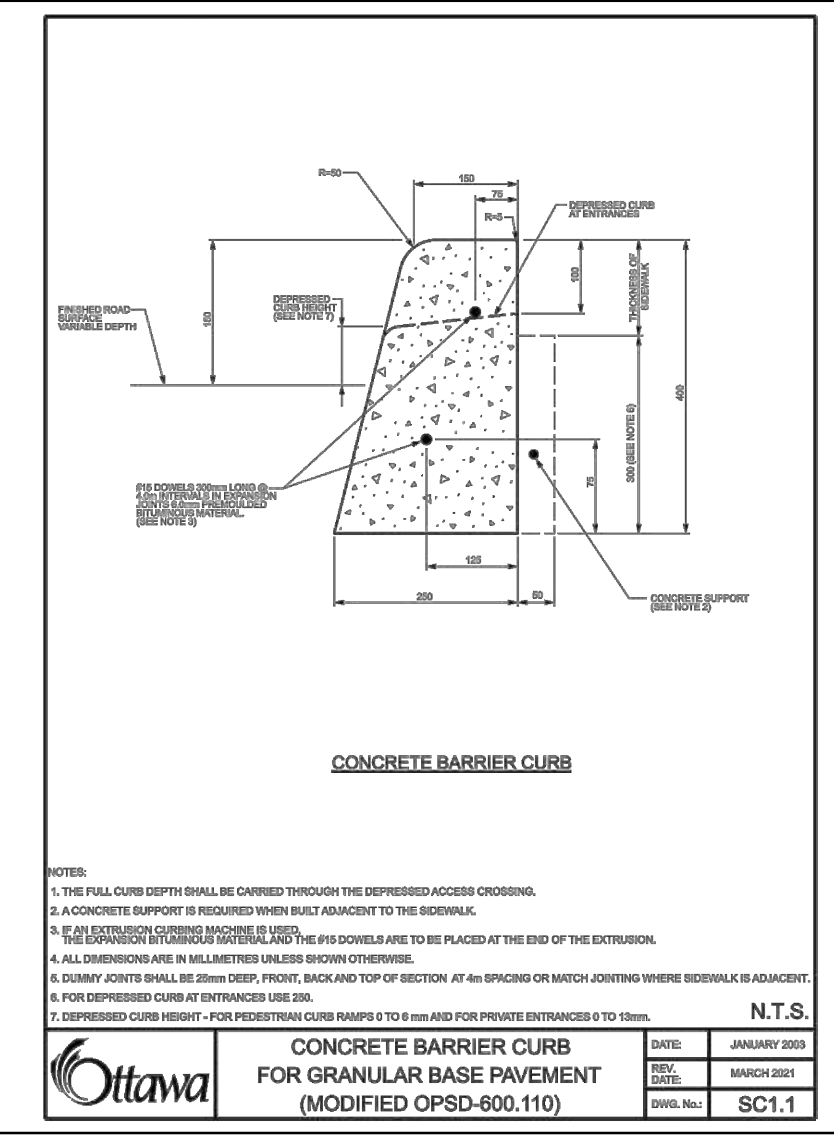 R=50
150
75
R=5
DEPRESSED CURB
AT ENTRANCES
FINISHED ROAD
SURFACE
VARIABLE DEPTH
150
DEPRESSED
CURB HEIGHT
(SEE NOTE 7)
100
THICKNESS OF
SIDEWALK
400
300 (SEE NOTE 6)
75
#15 DOWELS 300mm LONG @
4.0m INTERVALS IN EXPANSION
JOINTS 6.0mm PREMOULDED
BITUMINOUS MATERIAL.
(SEE NOTE 3)
125
250
50
CONCRETE SUPPORT
(SEE NOTE 2)
CONCRETE BARRIER CURB
NOTES:
1. THE FULL CURB DEPTH SHALL BE CARRIED THROUGH THE DEPRESSED ACCESS CROSSING.
2. A CONCRETE SUPPORT IS REQUIRED WHEN BUILT ADJACENT TO THE SIDEWALK.
3. IF AN EXTRUSION CURBING MACHINE IS USED,
THE EXPANSION BITUMINOUS MATERIAL AND THE #15 DOWELS ARE TO BE PLACED AT THE END OF THE EXTRUSION.
4. ALL DIMENSIONS ARE IN MILLIMETRES UNLESS SHOWN OTHERWISE.
5. DUMMY JOINTS SHALL BE 25mm DEEP, FRONT, BACK AND TOP OF SECTION AT 4m SPACING OR MATCH JOINTING WHERE SIDEWALK IS ADJACENT.
6. FOR DEPRESSED CURB AT ENTRANCES USE 250.
7. DEPRESSED CURB HEIGHT - FOR PEDESTRIAN CURB RAMPS 0 TO 6 mm AND FOR PRIVATE ENTRANCES 0 TO 13mm.
N.T.S.
Ottawa
CONCRETE BARRIER CURB
FOR GRANULAR BASE PAVEMENT
(MODIFIED OPSD-600.110)
DATE:
JANUARY 2003
REV.
DATE:
MARCH 2021
DWG. No.:
SC1.1